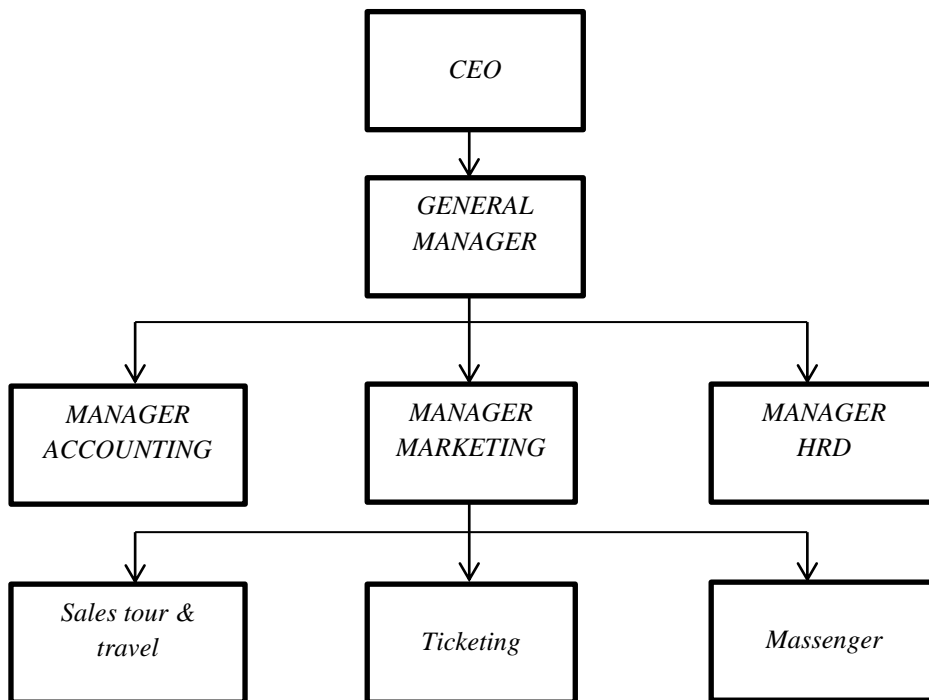 CEO
GENERAL
MANAGER
MANAGER
ACCOUNTING
MANAGER
MARKETING
MANAGER
HRD
Sales tour &
travel
Ticketing
Massenger